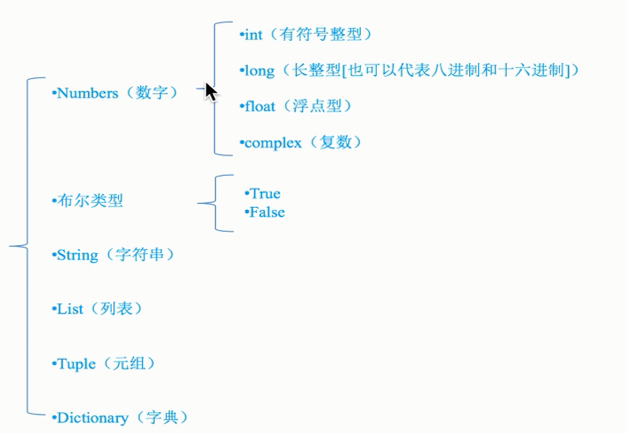 •Numbers（数字）
•int（有符号整型）
•long（长整型[也可以代表八进制和十六进制]）
•float（浮点型）
•complex（复数）
•布尔类型
•True
•False
•String（字符串）
•List（列表）
•Tuple（元组）
•Dictionary（字典）